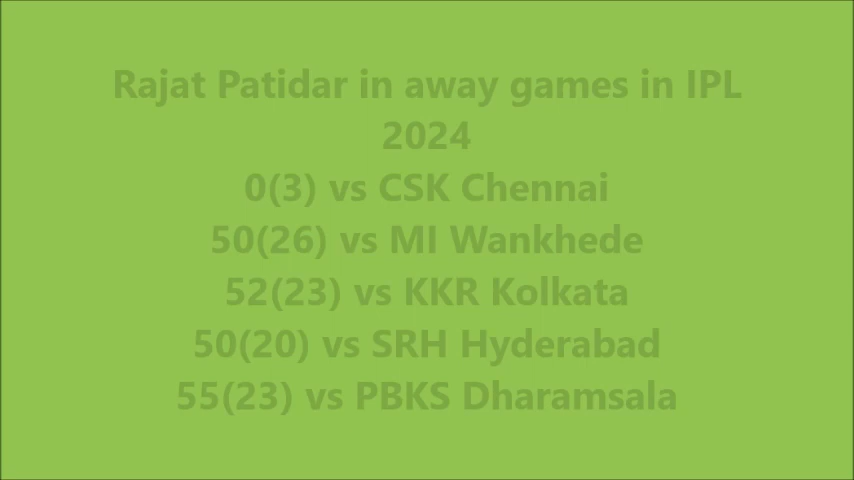 Rajat Patidar in away games in IPL
2024
0(3) vs CSK Chennai
50(26) vs MI Wankhede
52(23) vs KKR Kolkata
50(20) vs SRH Hyderabad
55(23) vs PBKS Dharamsala